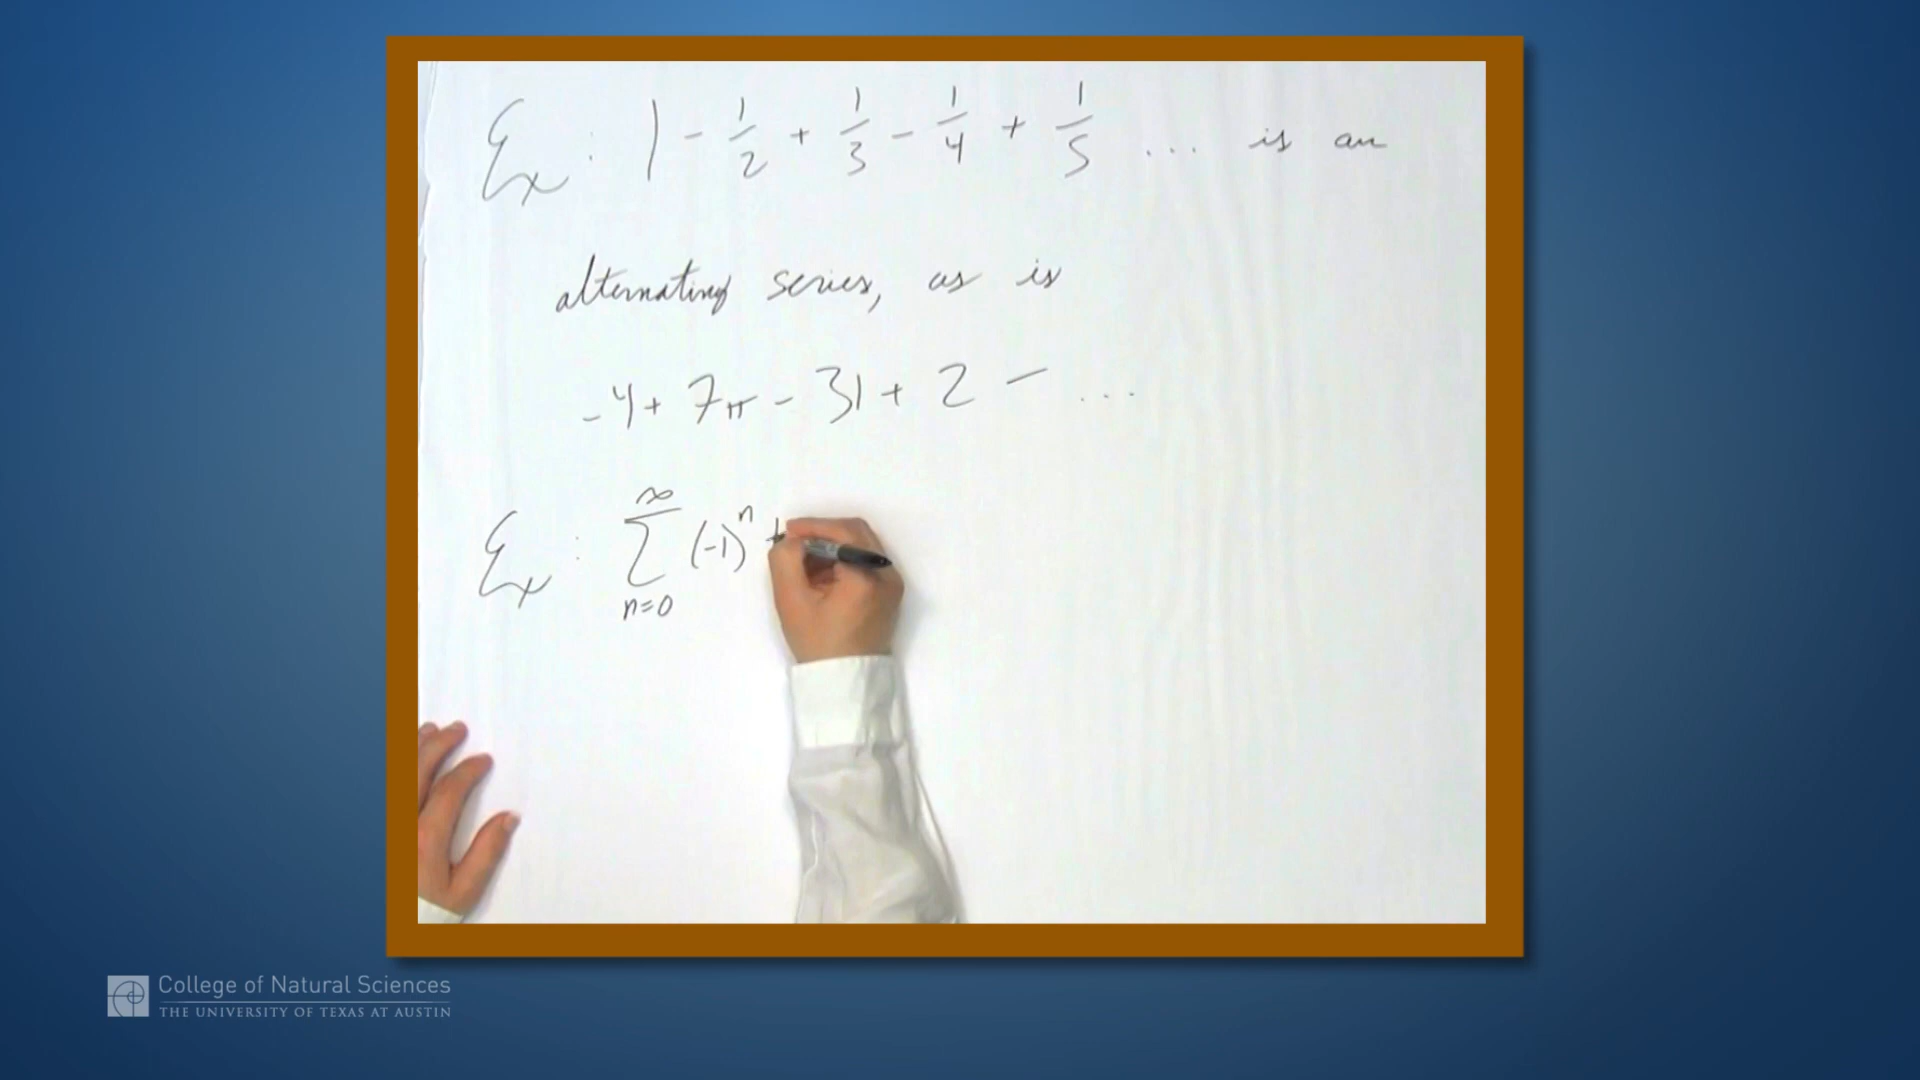 Ex: 1 - 1/2 + 1/3 - 1/4 + 1/5 ... is an
alternating series, as is
-4 + 7π - 31 + 2 - ...
Ex: ∑_{n=0}^{∞} (-1)^n +
College of Natural Sciences
THE UNIVERSITY OF TEXAS AT AUSTIN